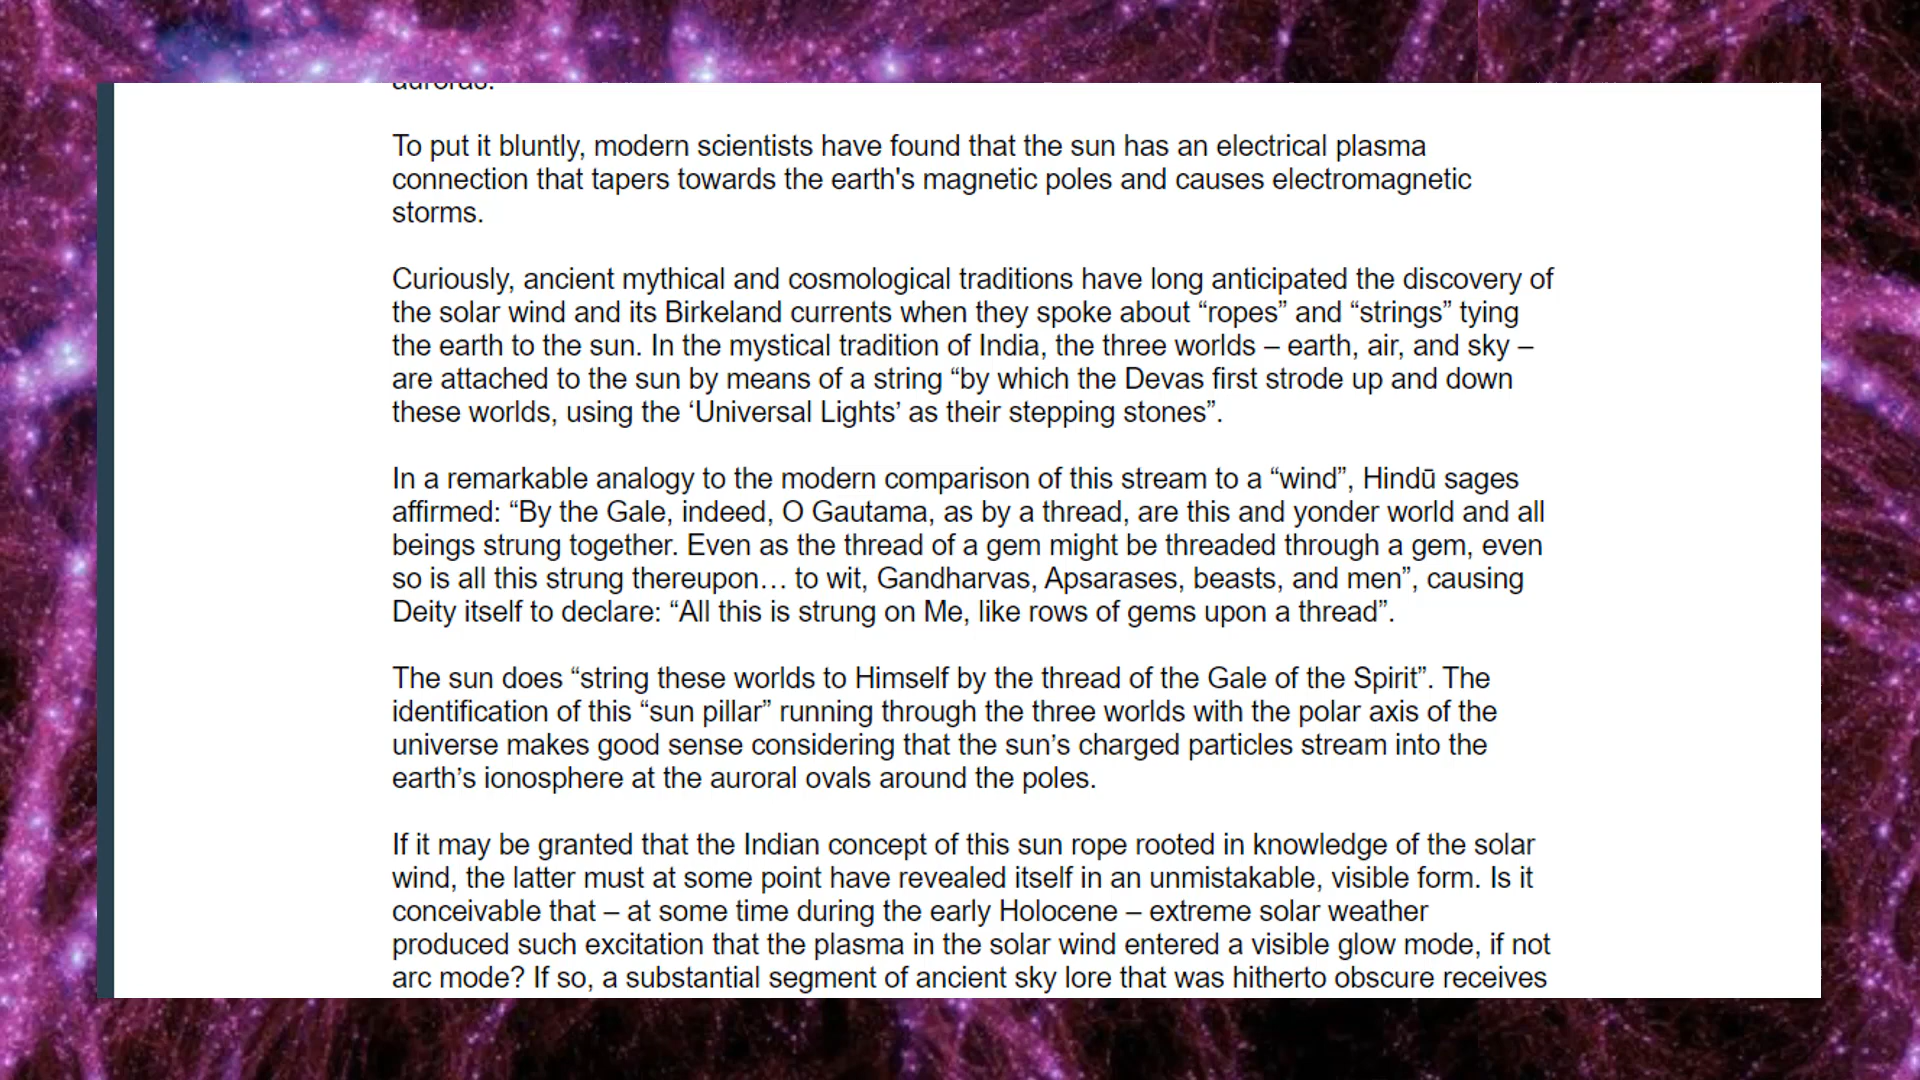 auroras.
To put it bluntly, modern scientists have found that the sun has an electrical plasma
connection that tapers towards the earth's magnetic poles and causes electromagnetic
storms.
Curiously, ancient mythical and cosmological traditions have long anticipated the discovery of
the solar wind and its Birkeland currents when they spoke about “ropes” and “strings” tying
the earth to the sun. In the mystical tradition of India, the three worlds – earth, air, and sky –
are attached to the sun by means of a string “by which the Devas first strode up and down
these worlds, using the ‘Universal Lights’ as their stepping stones”.
In a remarkable analogy to the modern comparison of this stream to a “wind”, Hindū sages
affirmed: “By the Gale, indeed, O Gautama, as by a thread, are this and yonder world and all
beings strung together. Even as the thread of a gem might be threaded through a gem, even
so is all this strung thereupon… to wit, Gandharvas, Apsarases, beasts, and men”, causing
Deity itself to declare: “All this is strung on Me, like rows of gems upon a thread”.
The sun does “string these worlds to Himself by the thread of the Gale of the Spirit”. The
identification of this “sun pillar” running through the three worlds with the polar axis of the
universe makes good sense considering that the sun’s charged particles stream into the
earth’s ionosphere at the auroral ovals around the poles.
If it may be granted that the Indian concept of this sun rope rooted in knowledge of the solar
wind, the latter must at some point have revealed itself in an unmistakable, visible form. Is it
conceivable that – at some time during the early Holocene – extreme solar weather
produced such excitation that the plasma in the solar wind entered a visible glow mode, if not
arc mode? If so, a substantial segment of ancient sky lore that was hitherto obscure receives